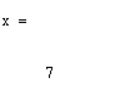 x =
7